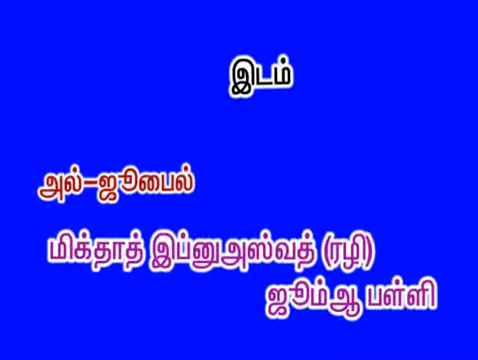 இடம்
அல்-ஜூபைல்
மிக்தாத் இப்னுஅஸ்வத் (ரழி)
ஜூம்ஆ பள்ளி